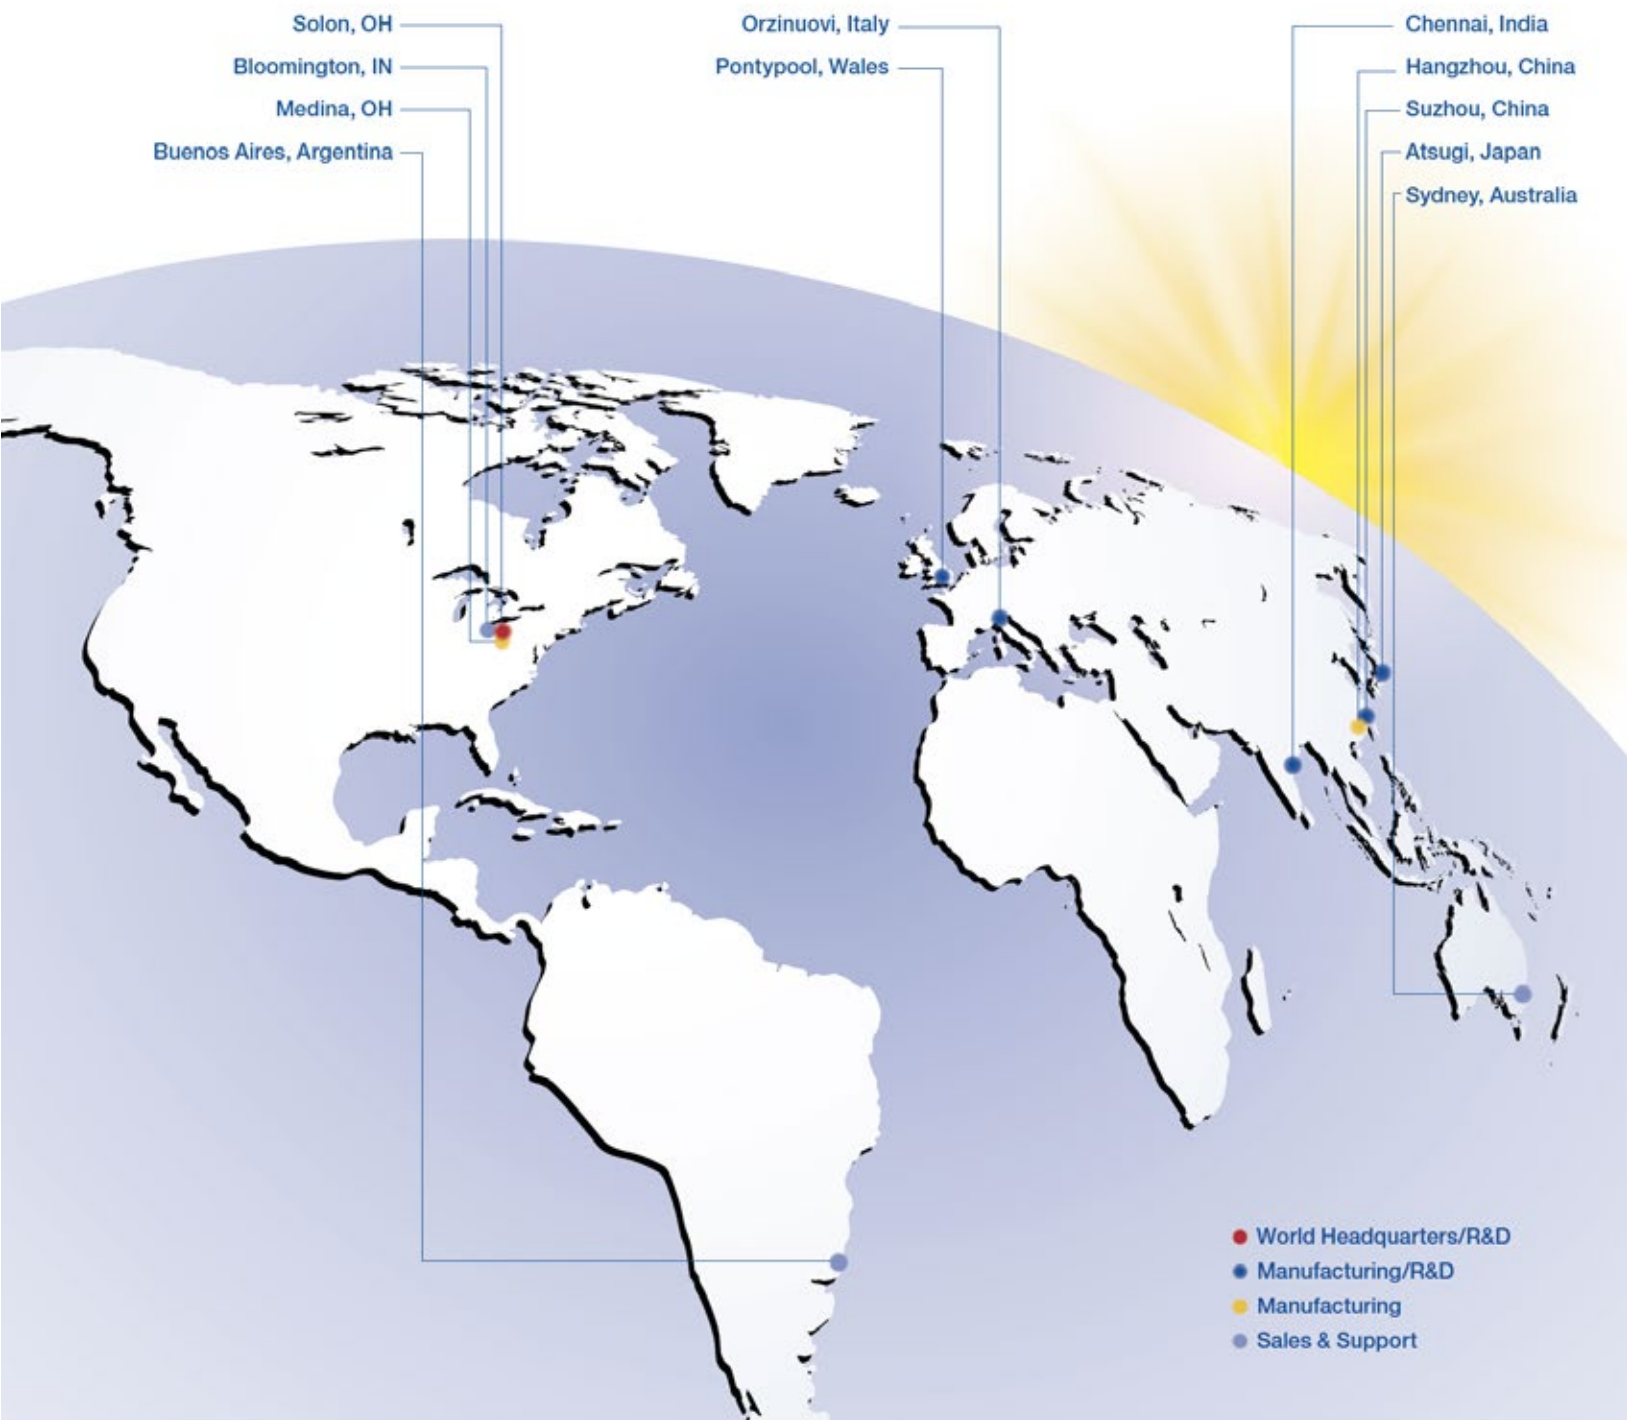 Solon, OH
Bloomington, IN
Medina, OH
Buenos Aires, Argentina
Orzinuovi, Italy
Pontypool, Wales
Chennai, India
Hangzhou, China
Suzhou, China
Atsugi, Japan
Sydney, Australia
World Headquarters/R&D
Manufacturing/R&D
Manufacturing
Sales & Support